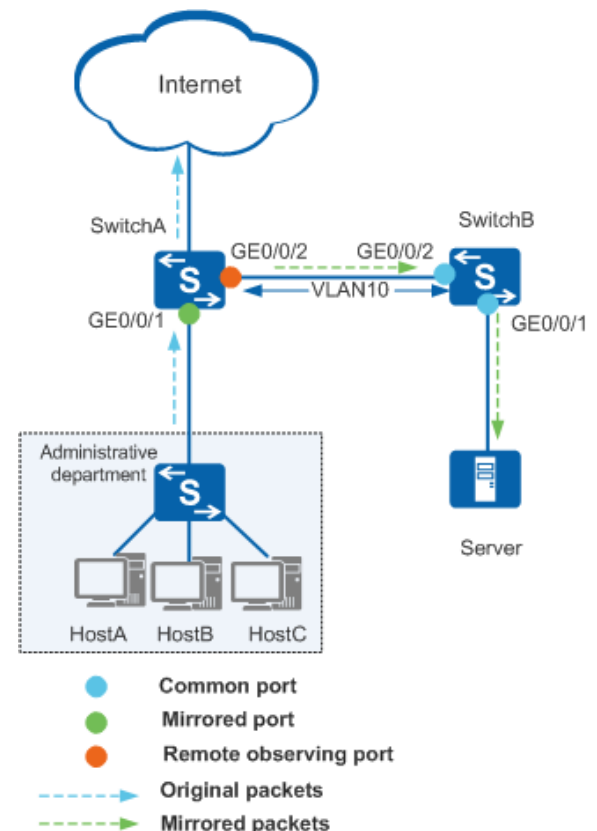 Internet
SwitchA
SwitchB
GE0/0/2
GE0/0/2
S
S
VLAN10
GE0/0/1
GE0/0/1
Administrative
department
S
Server
HostA
HostB
HostC
Common port
Mirrored port
Remote observing port
Original packets
Mirrored packets